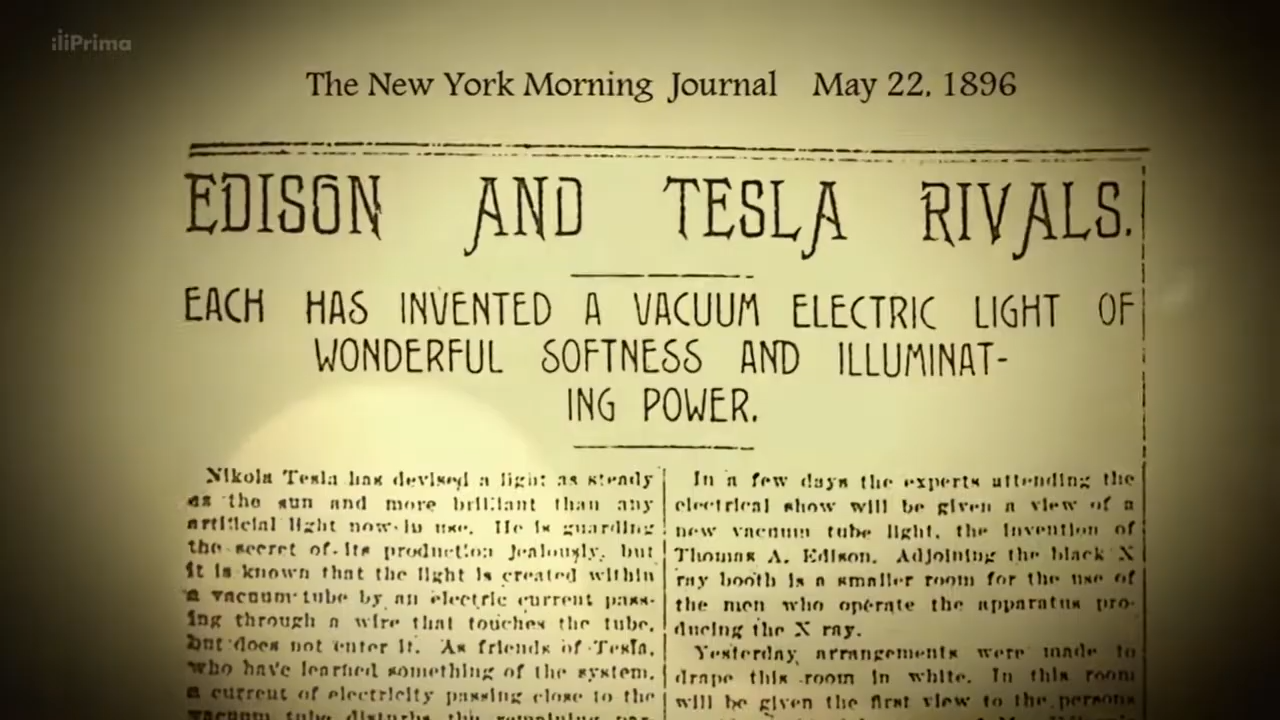 iliPrima
The New York Morning Journal May 22, 1896
EDISON AND TESLA RIVALS.
EACH HAS INVENTED A VACUUM ELECTRIC LIGHT OF
WONDERFUL SOFTNESS AND ILLUMINAT-
ING POWER.
Nikola Tesla has devised a light as steady
as the sun and more brilliant than any
artificial light now in use. He is guarding
the secret of its production jealously, but
it is known that the light is created within
a vacuum tube by an electric current pass-
ing through a wire that touches the tube,
but does not enter it. As friends of Tesla,
who have learned something of the system,
a current of electricity passing close to the
vacuum tube disturbs the remaining
In a few days the experts attending the
electrical show will be given a view of a
new vacuum tube light, the invention of
Thomas A. Edison. Adjoining the black X
ray booth is a smaller room for the use of
the men who operate the apparatus pro-
ducing the X ray.
Yesterday arrangements were made to
drape this room in white. In this room
will be given the first view to the persons